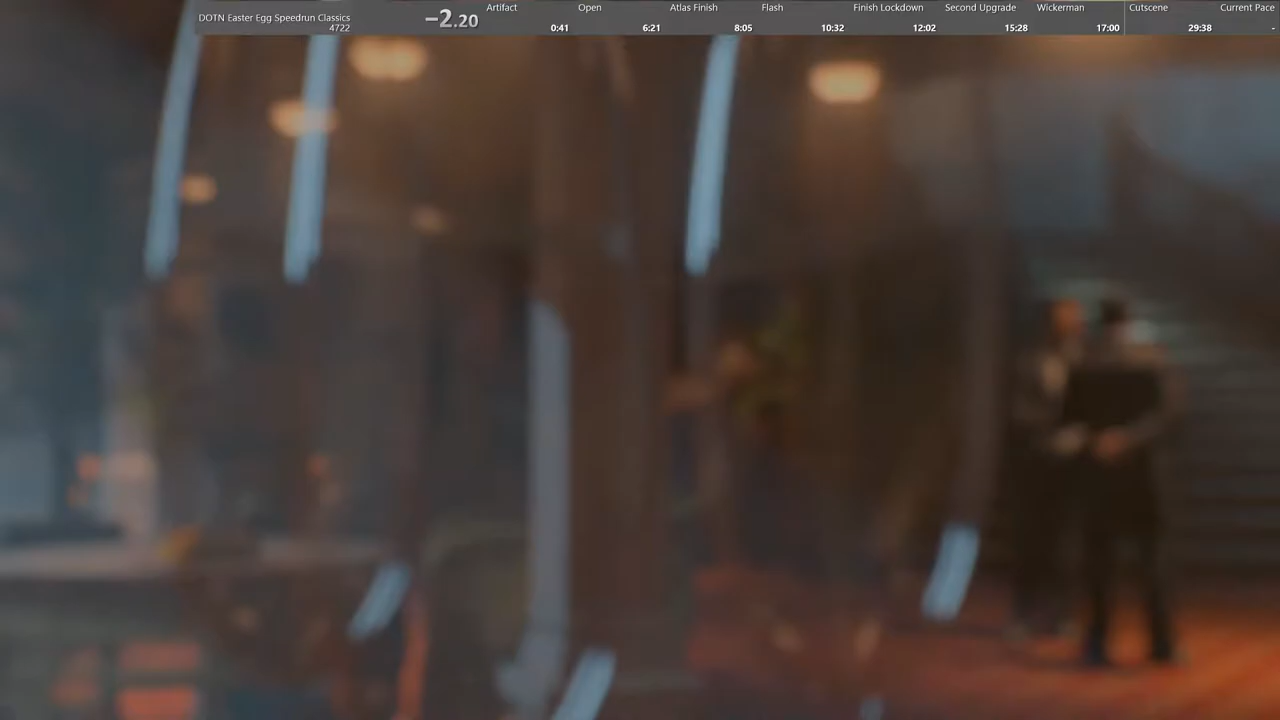 DOTN Easter Egg Speedrun Classics
4722
−2.20
Artifact
0:41
Open
6:21
Atlas Finish
8:05
Flash
10:32
Finish Lockdown
12:02
Second Upgrade
15:28
Wickerman
17:00
Cutscene
29:38
Current Pace
-